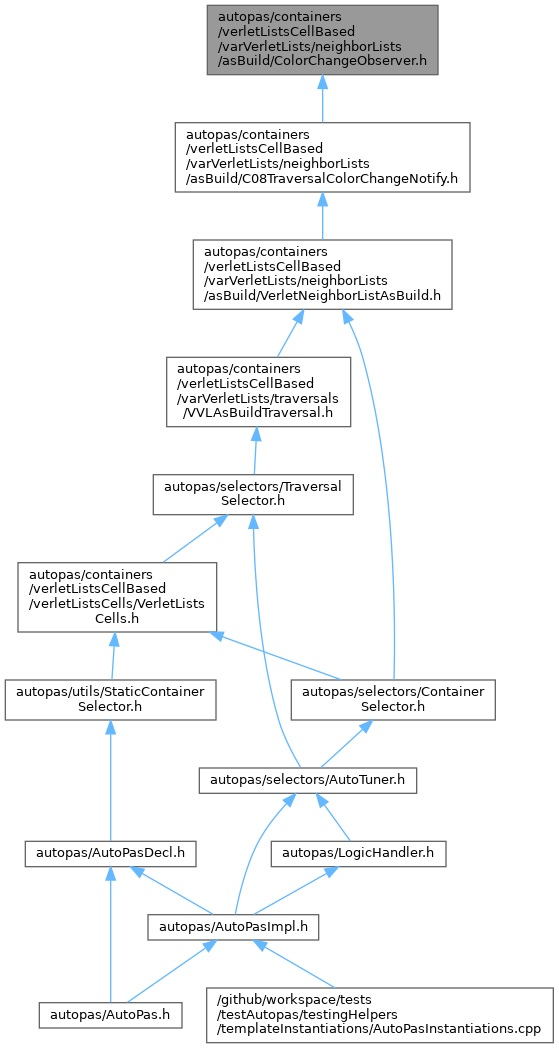 autopas/containers
/verletListsCellBased
/varVerletLists/neighborLists
/asBuild/ColorChangeObserver.h
autopas/containers
/verletListsCellBased
/varVerletLists/neighborLists
/asBuild/C08TraversalColorChangeNotify.h
autopas/containers
/verletListsCellBased
/varVerletLists/neighborLists
/asBuild/VerletNeighborListAsBuild.h
autopas/containers
/verletListsCellBased
/varVerletLists/traversals
/VVLAsBuildTraversal.h
autopas/selectors/Traversal
Selector.h
autopas/containers
/verletListsCellBased
/verletListsCells/VerletLists
Cells.h
autopas/utils/StaticContainer
Selector.h
autopas/selectors/Container
Selector.h
autopas/selectors/AutoTuner.h
autopas/AutoPasDecl.h
autopas/LogicHandler.h
autopas/AutoPasImpl.h
autopas/AutoPas.h
/github/workspace/tests
/testAutopas/testingHelpers
/templateInstantiations/AutoPasInstantiations.cpp